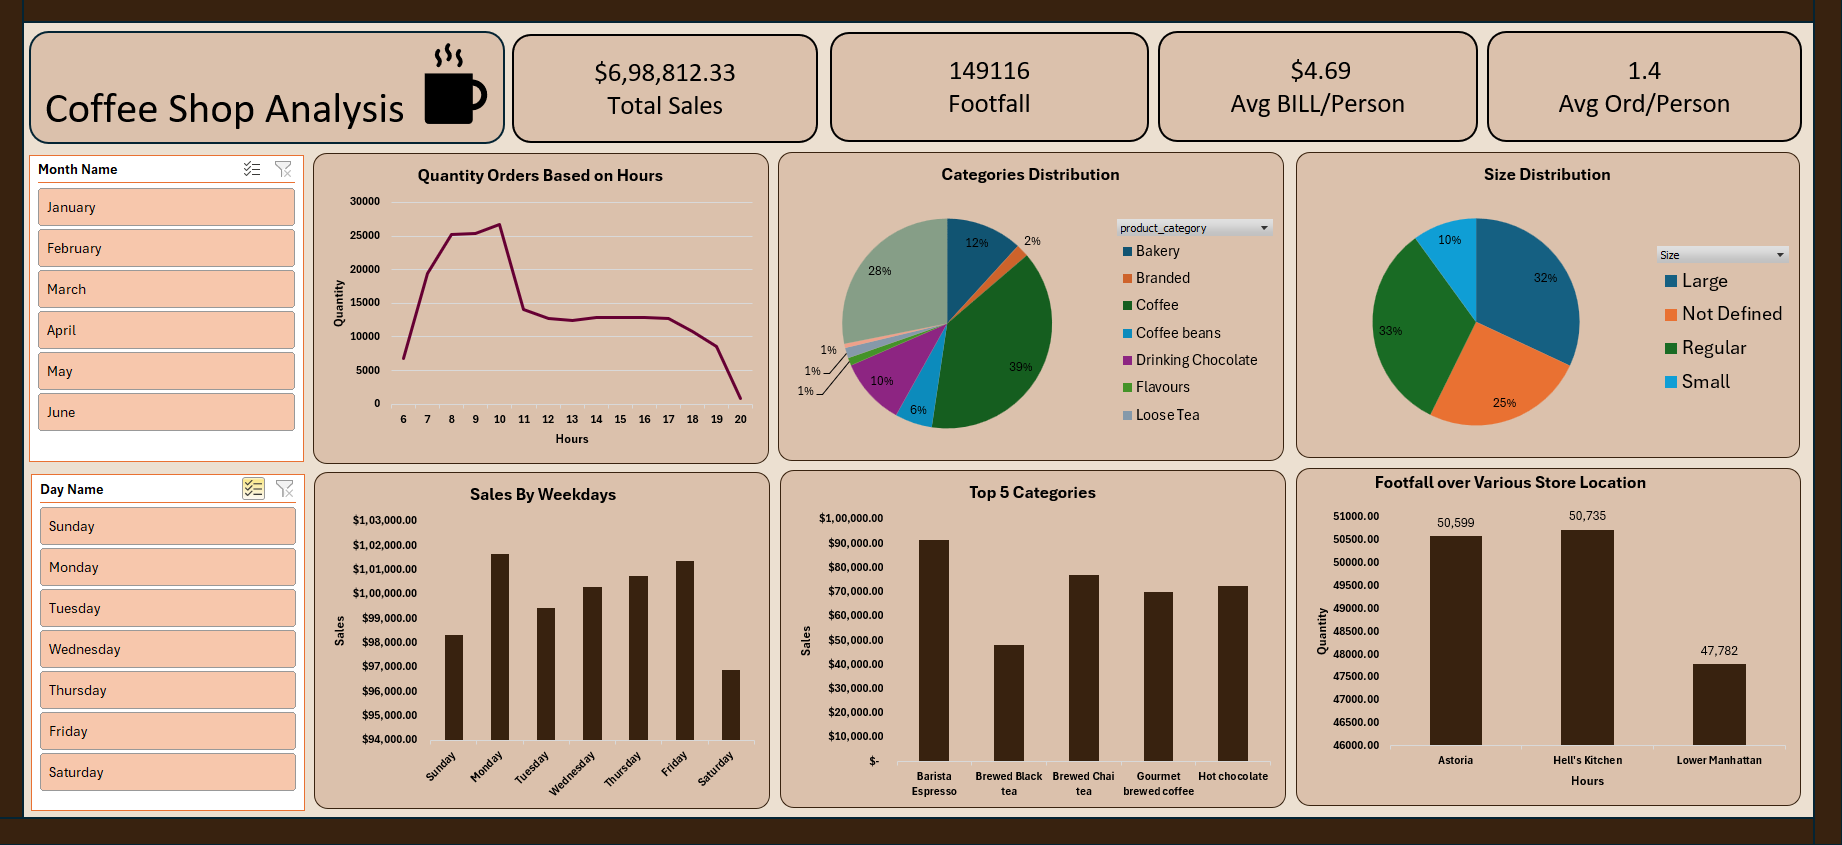 Coffee Shop Analysis
$6,98,812.33
Total Sales
149116
Footfall
$4.69
Avg BILL/Person
1.4
Avg Ord/Person
Month Name
January
February
March
April
May
June
Day Name
Sunday
Monday
Tuesday
Wednesday
Thursday
Friday
Saturday
Quantity Orders Based on Hours
30000
25000
20000
15000
10000
5000
0
Quantity
6 7 8 9 10 11 12 13 14 15 16 17 18 19 20
Hours
Categories Distribution
12%
2%
28%
39%
1%
1%
1%
10%
6%
product_category
Bakery
Branded
Coffee
Coffee beans
Drinking Chocolate
Flavours
Loose Tea
Size Distribution
10%
32%
33%
25%
Size
Large
Not Defined
Regular
Small
Sales By Weekdays
$1,03,000.00
$1,02,000.00
$1,01,000.00
$1,00,000.00
$99,000.00
$98,000.00
$97,000.00
$96,000.00
$95,000.00
$94,000.00
Sales
Sunday
Monday
Tuesday
Wednesday
Thursday
Friday
Saturday
Top 5 Categories
$1,00,000.00
$90,000.00
$80,000.00
$70,000.00
$60,000.00
$50,000.00
$40,000.00
$30,000.00
$20,000.00
$10,000.00
$-
Sales
Barista
Espresso
Brewed Black
tea
Brewed Chai
tea
Gourmet
brewed coffee
Hot chocolate
Footfall over Various Store Location
51000.00
50500.00
50000.00
49500.00
49000.00
48500.00
48000.00
47500.00
47000.00
46500.00
46000.00
Quantity
50,599
50,735
47,782
Astoria
Hell's Kitchen
Lower Manhattan
Hours